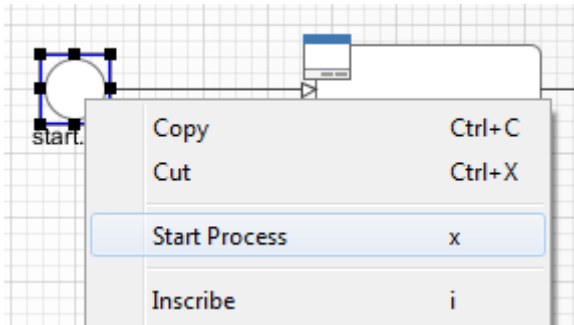 start.
Copy Ctrl+C
Cut Ctrl+X
Start Process x
Inscribe i